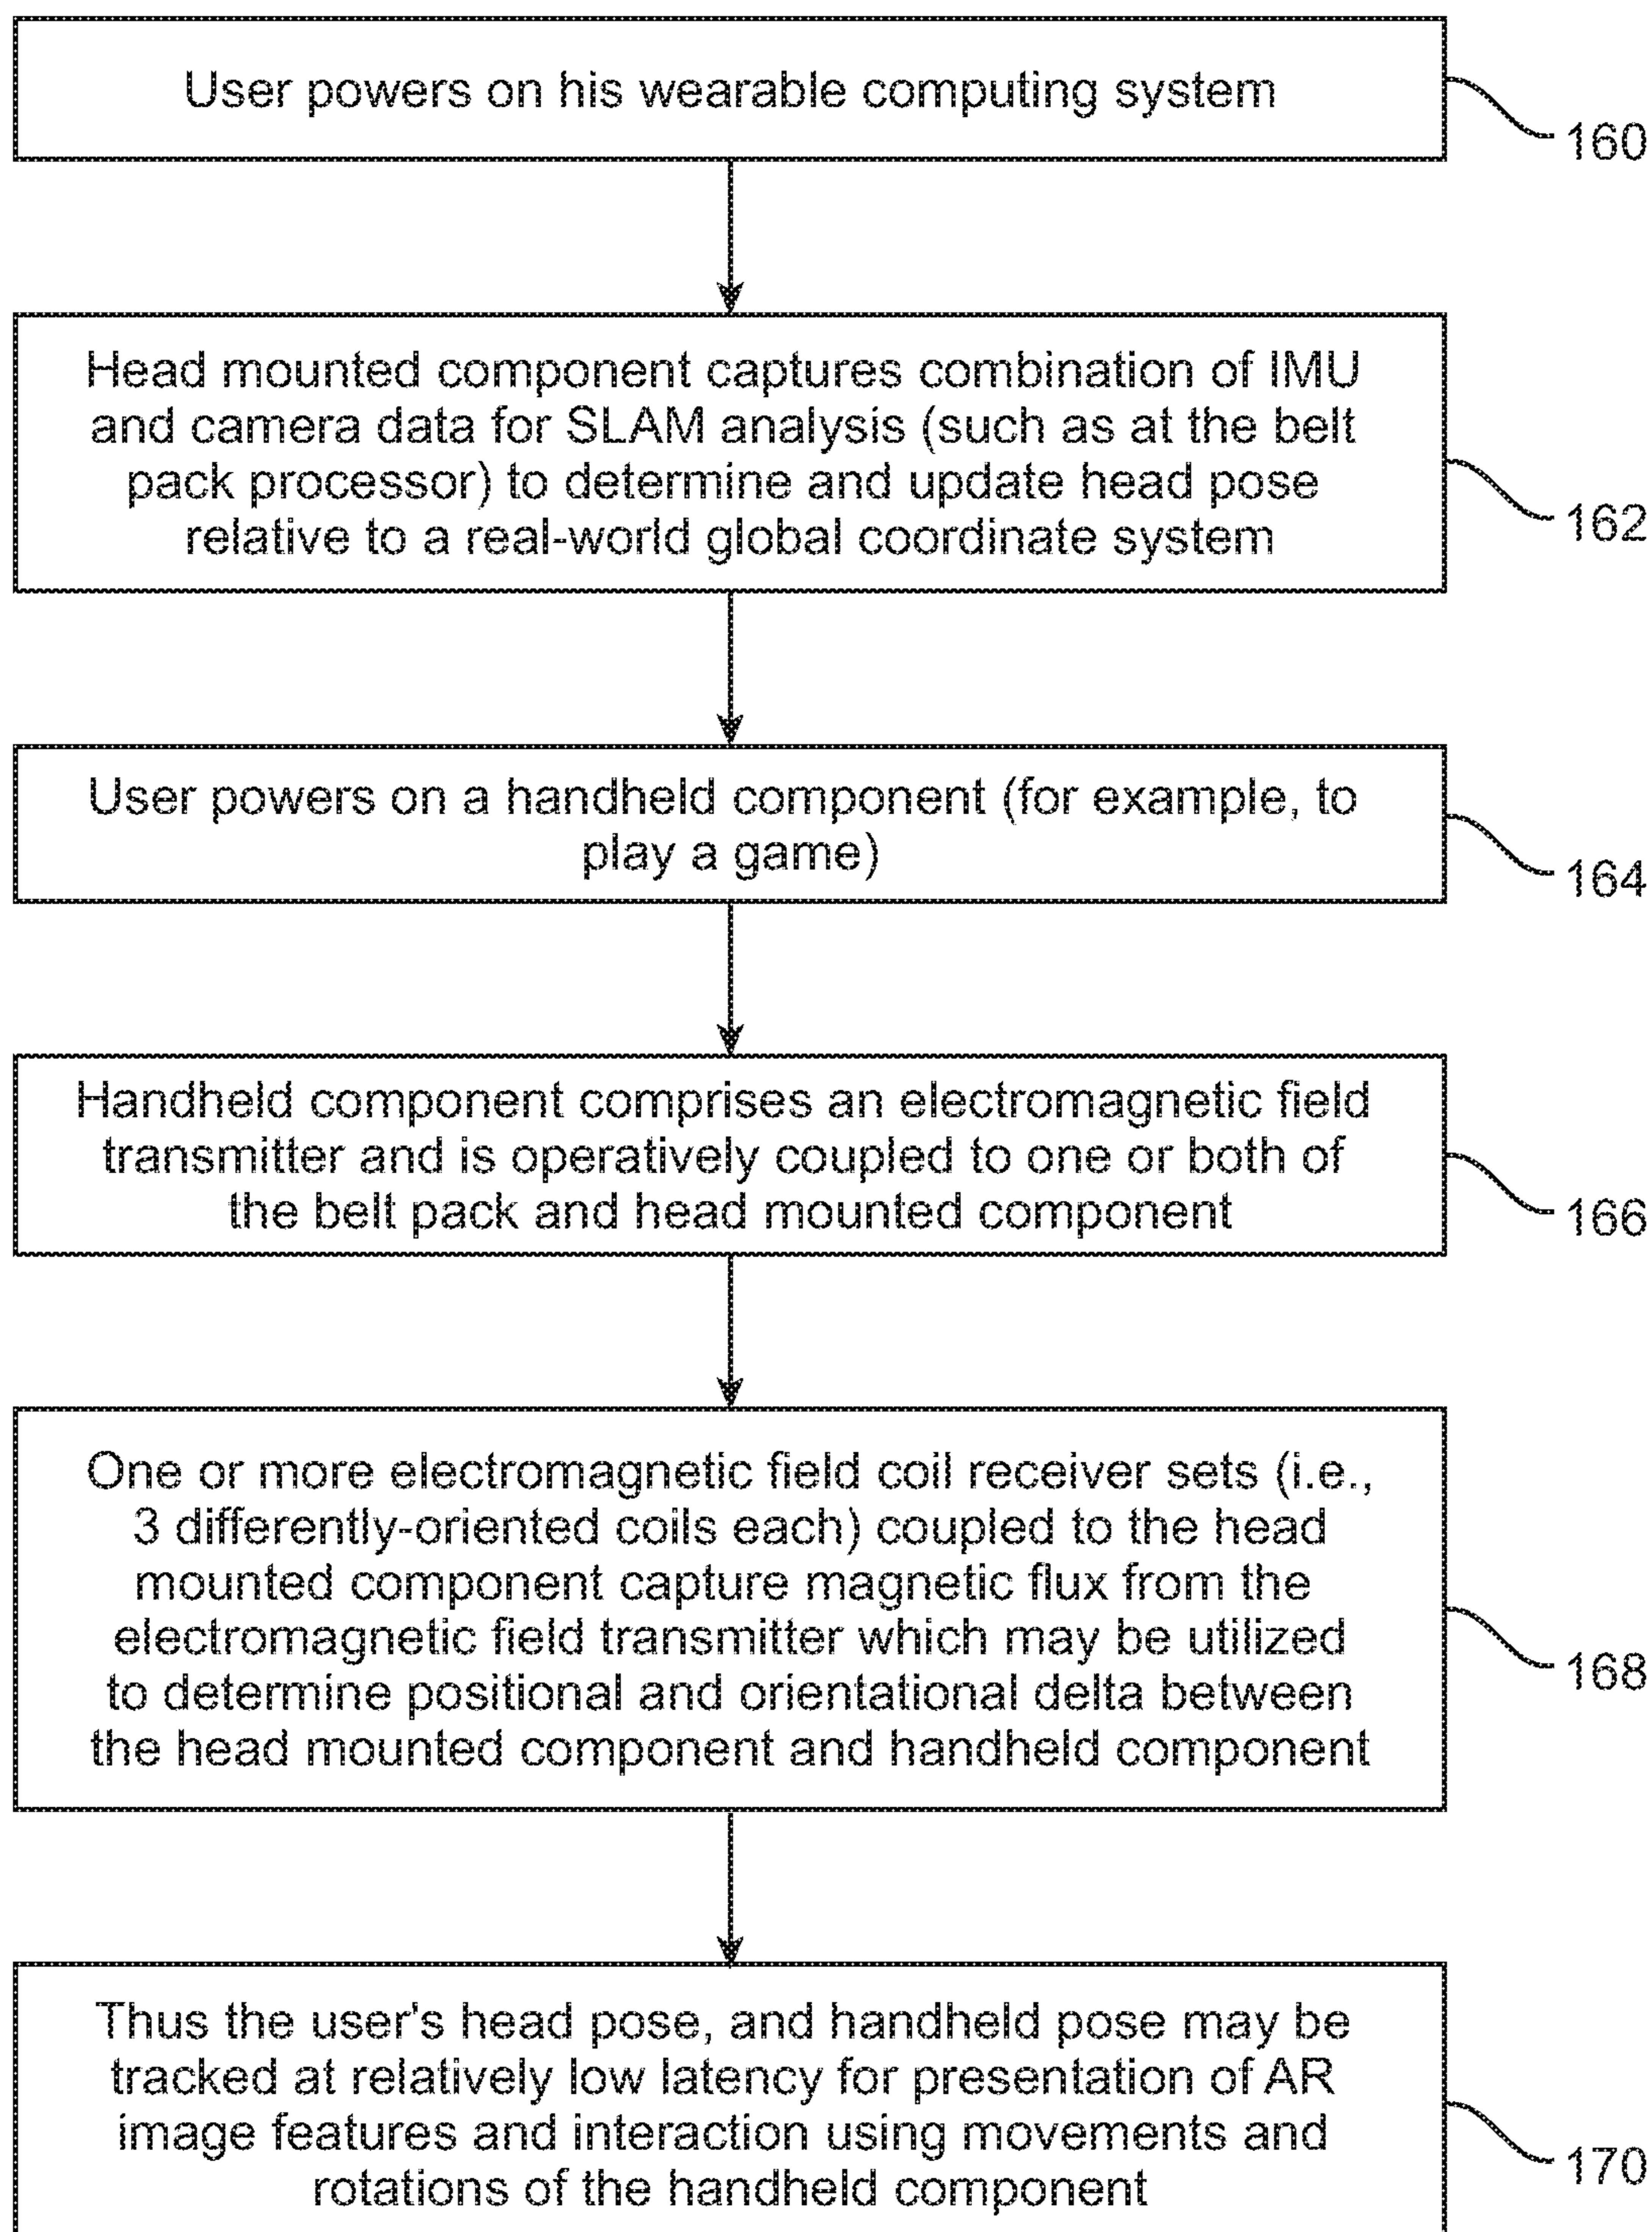 User powers on his wearable computing system
160
Head mounted component captures combination of IMU
and camera data for SLAM analysis (such as at the belt
pack processor) to determine and update head pose
relative to a real-world global coordinate system
162
User powers on a handheld component (for example, to
play a game)
164
Handheld component comprises an electromagnetic field
transmitter and is operatively coupled to one or both of
the belt pack and head mounted component
166
One or more electromagnetic field coil receiver sets (i.e.,
3 differently-oriented coils each) coupled to the head
mounted component capture magnetic flux from the
electromagnetic field transmitter which may be utilized
to determine positional and orientational delta between
the head mounted component and handheld component
168
Thus the user's head pose, and handheld pose may be
tracked at relatively low latency for presentation of AR
image features and interaction using movements and
rotations of the handheld component
170